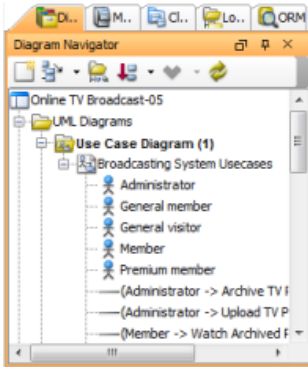 Di.. M.. Cl.. Lo.. ORM
Diagram Navigator
Online TV Broadcast-05
UML Diagrams
Use Case Diagram (1)
Broadcasting System Usecases
Administrator
General member
General visitor
Member
Premium member
(Administrator -> Archive TV P
(Administrator -> Upload TV P
(Member -> Watch Archived P